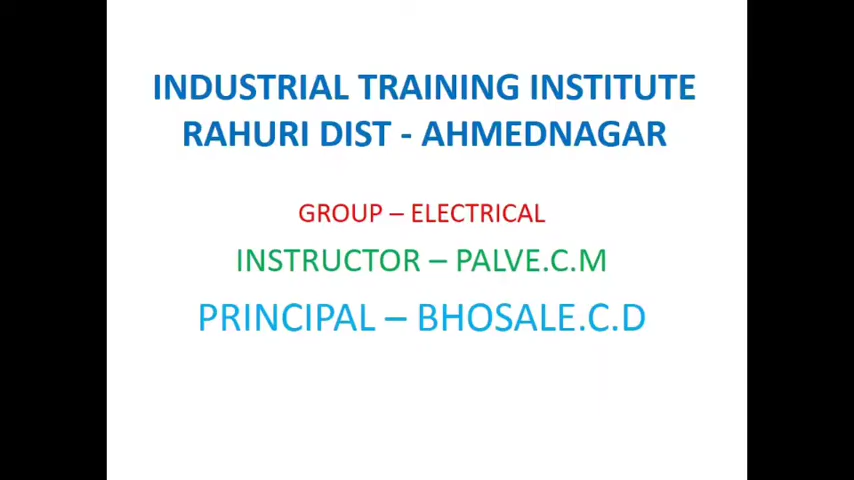 INDUSTRIAL TRAINING INSTITUTE
RAHURI DIST - AHMEDNAGAR
GROUP – ELECTRICAL
INSTRUCTOR – PALVE.C.M
PRINCIPAL – BHOSALE.C.D